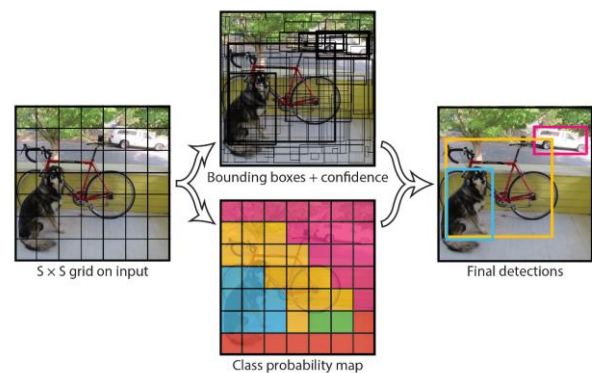 Bounding boxes + confidence
S × S grid on input
Final detections
Class probability map